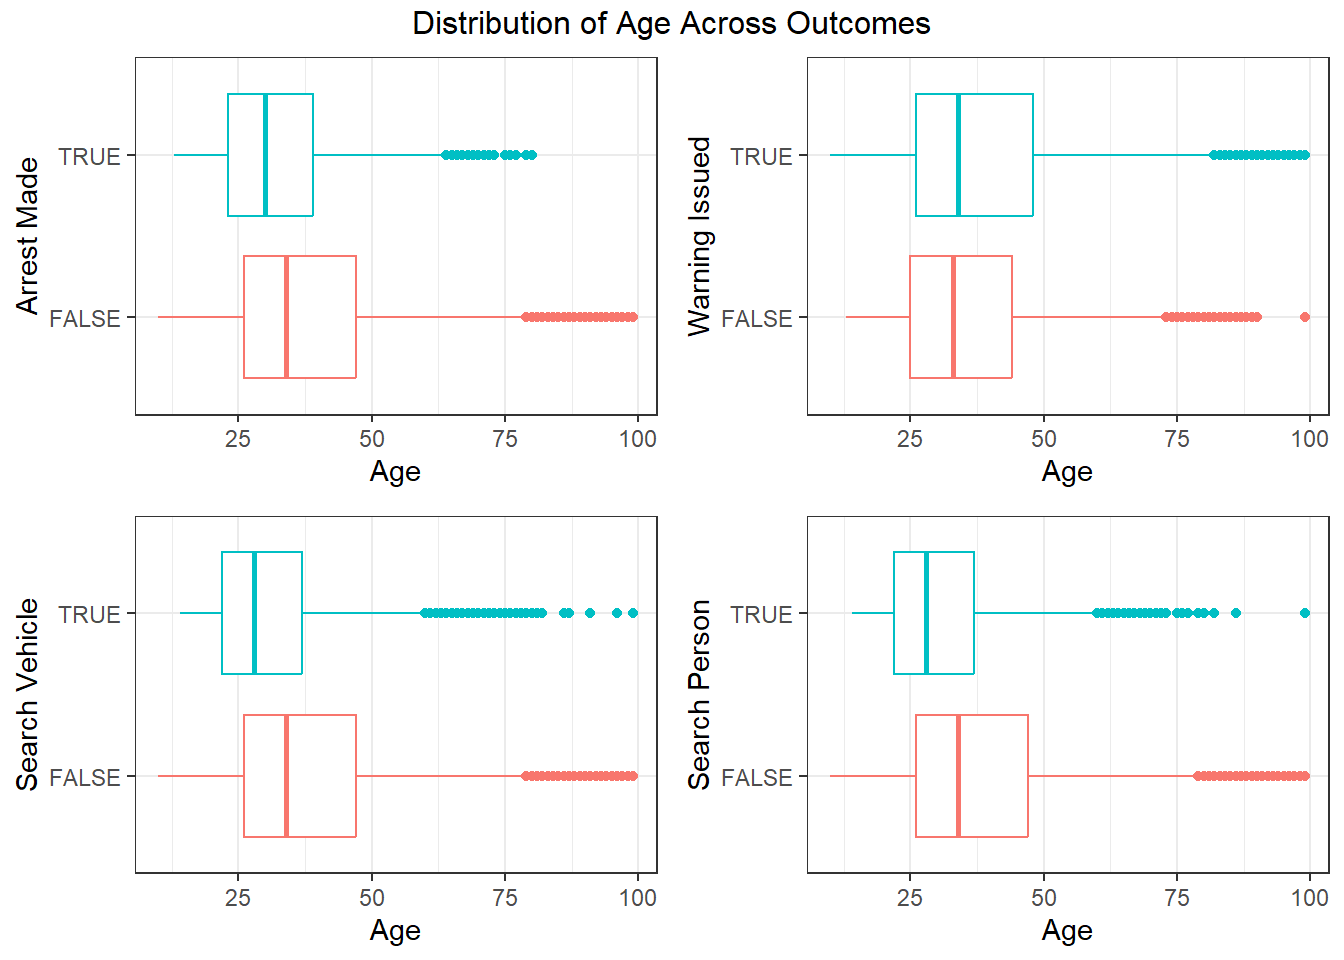 Distribution of Age Across Outcomes
Arrest Made
TRUE
FALSE
25 50 75 100
Age
Warning Issued
TRUE
FALSE
25 50 75 100
Age
Search Vehicle
TRUE
FALSE
25 50 75 100
Age
Search Person
TRUE
FALSE
25 50 75 100
Age